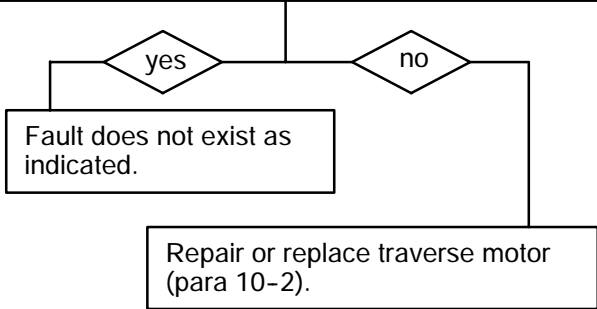 yes
no
Fault does not exist as
indicated.
Repair or replace traverse motor
(para 10-2).